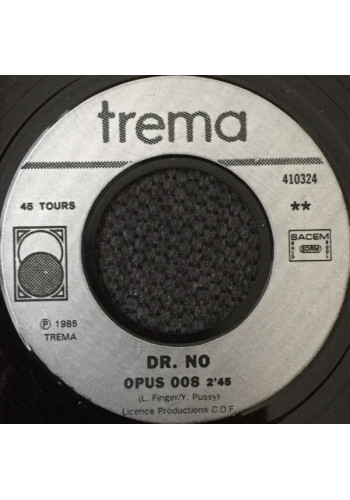 trema
410324
45 TOURS
**
SACEM
SDRM
Ⓟ 1985
TREMA
DR. NO
OPUS 008 2'45
(L. Finger/Y. Pussy)
Licence Productions C.D.F.